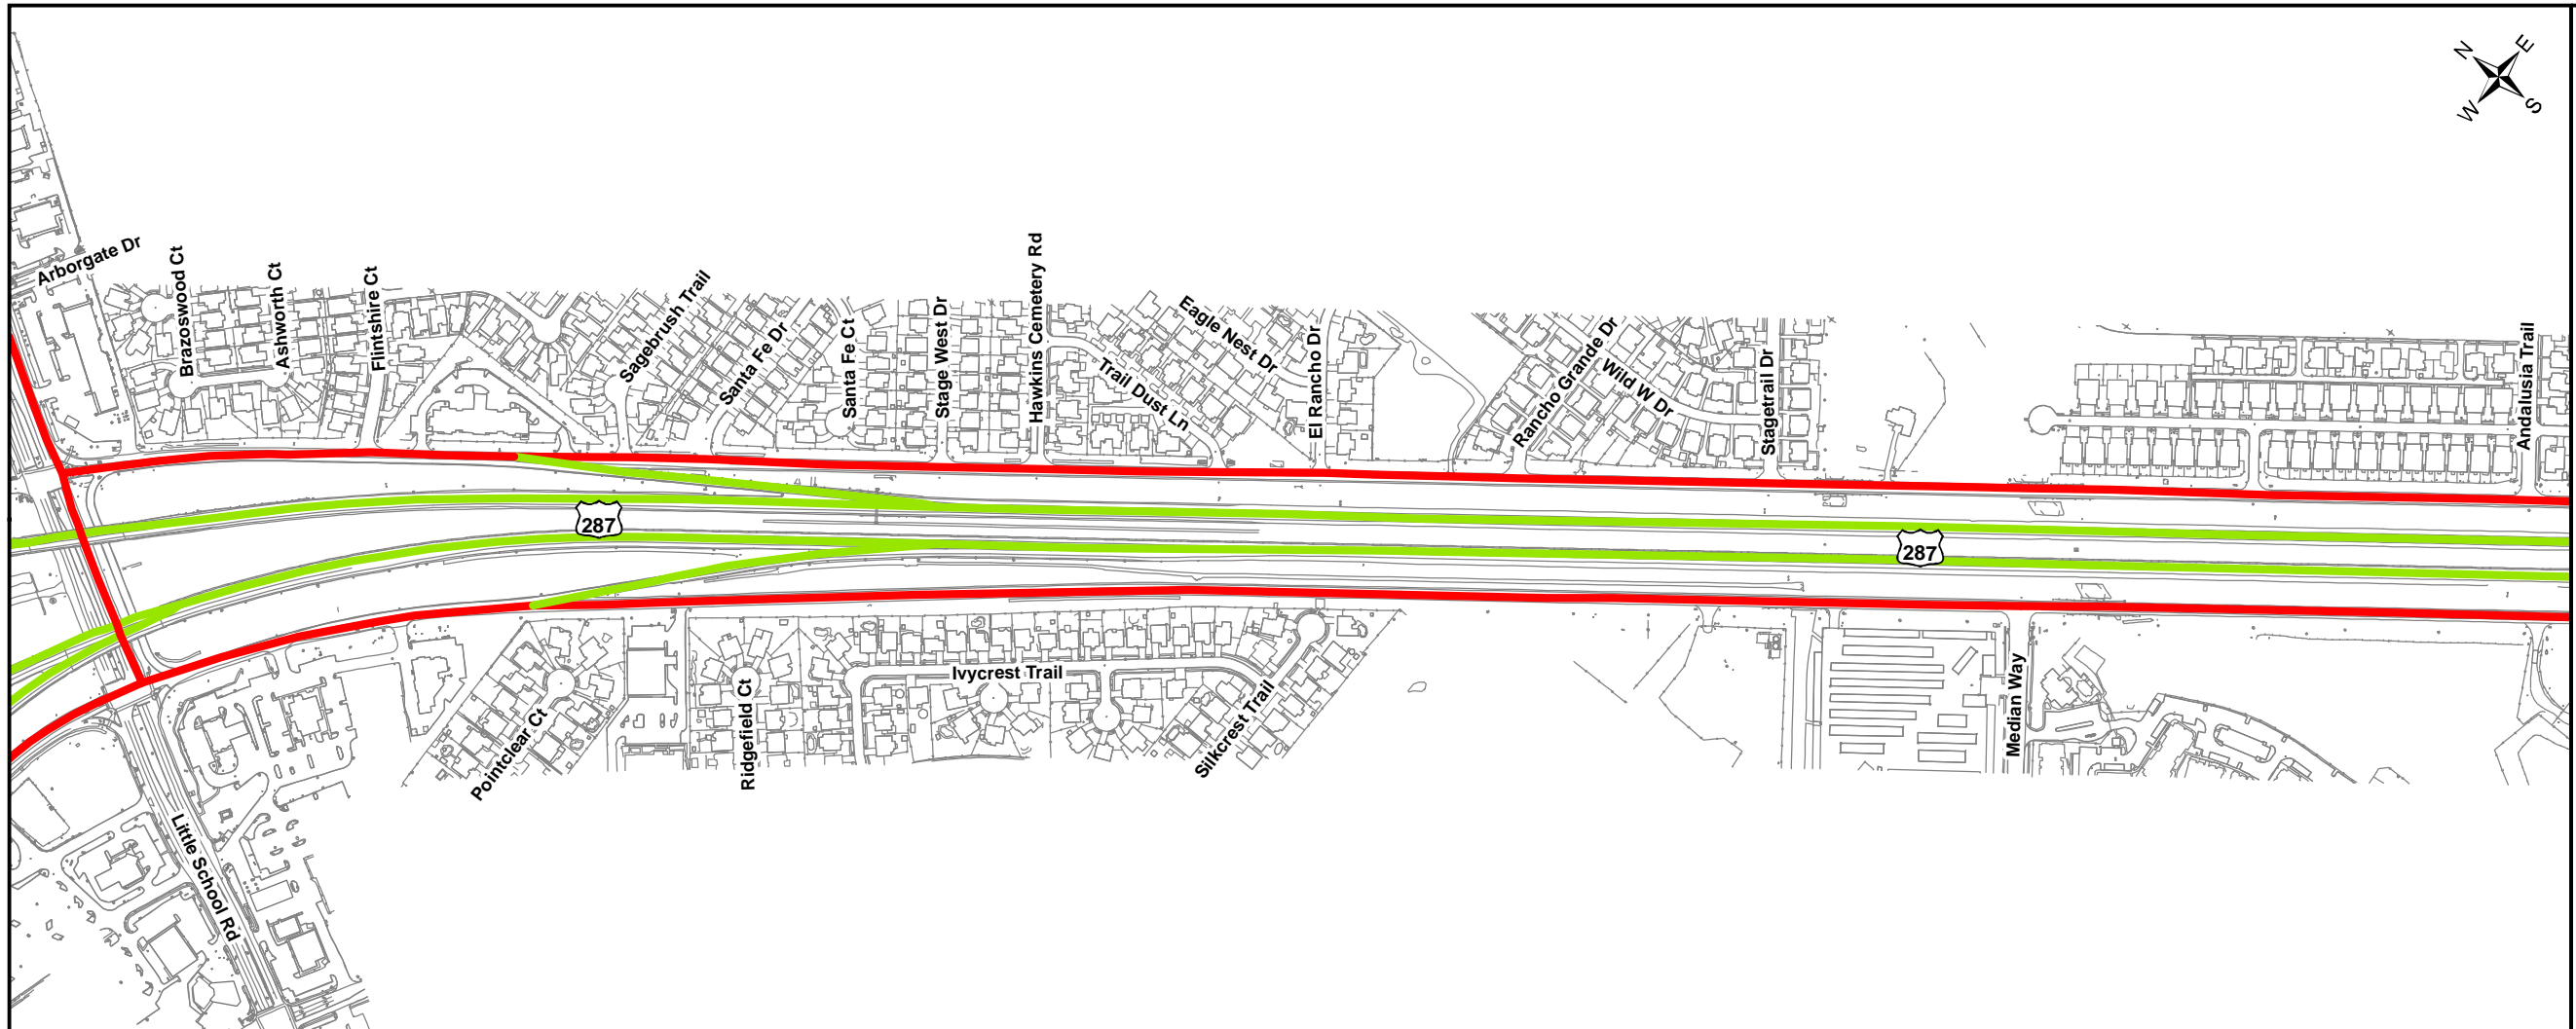 N
E
W
S
Arborgate Dr
Brazoswood Ct
Ashworth Ct
Flintshire Ct
Sagebrush Trail
Santa Fe Dr
Santa Fe Ct
Stage West Dr
Hawkins Cemetery Rd
Trail Dust Ln
Eagle Nest Dr
El Rancho Dr
Rancho Grande Dr
Wild W Dr
Stagetrail Dr
Andalusia Trail
287
287
Pointclear Ct
Ridgefield Ct
Ivycrest Trail
Silkcrest Trail
Median Way
Little School Rd